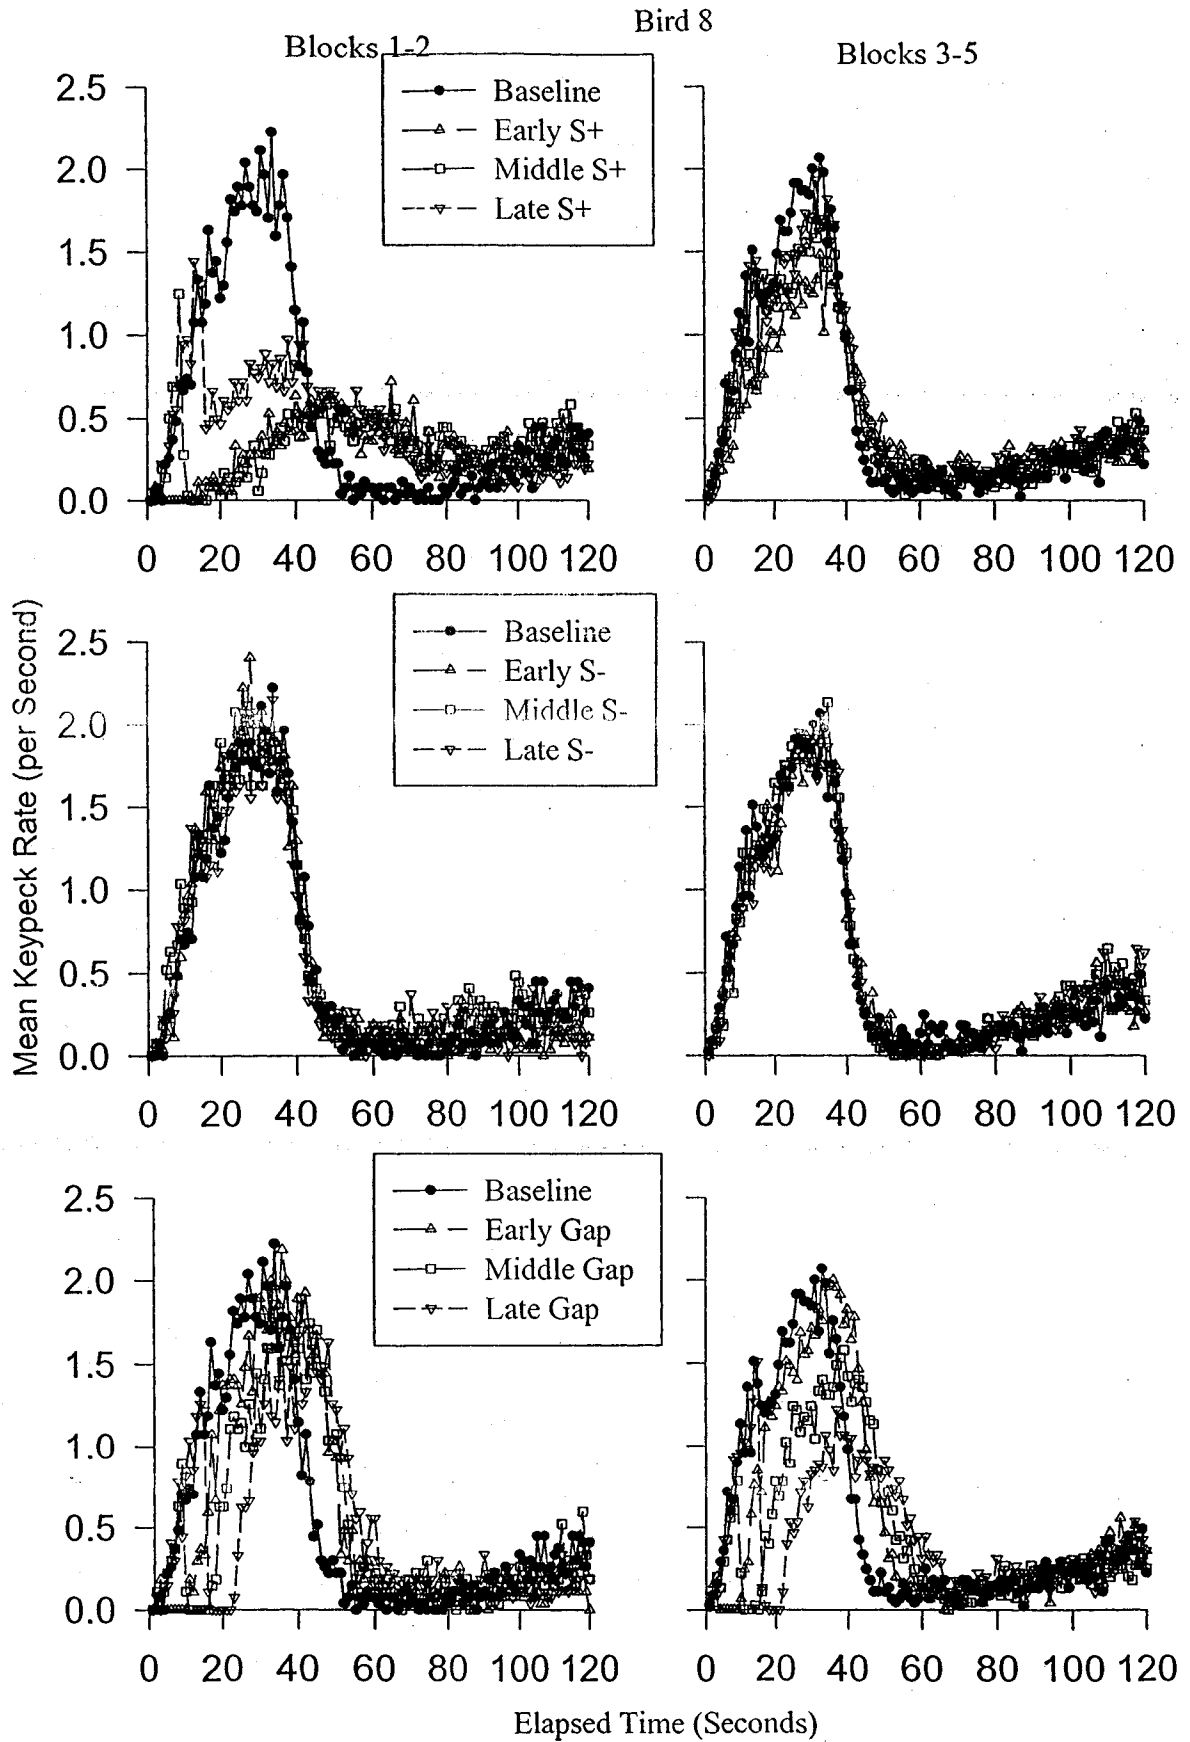 Bird 8
Blocks 1-2
Blocks 3-5
Baseline
Early S+
Middle S+
Late S+
2.5
2.0
1.5
1.0
0.5
0.0
0 20 40 60 80 100 120
0 20 40 60 80 100 120
Mean Keypeck Rate (per Second)
Baseline
Early S-
Middle S-
Late S-
2.5
2.0
1.5
1.0
0.5
0.0
0 20 40 60 80 100 120
0 20 40 60 80 100 120
Baseline
Early Gap
Middle Gap
Late Gap
2.5
2.0
1.5
1.0
0.5
0.0
0 20 40 60 80 100 120
0 20 40 60 80 100 120
Elapsed Time (Seconds)